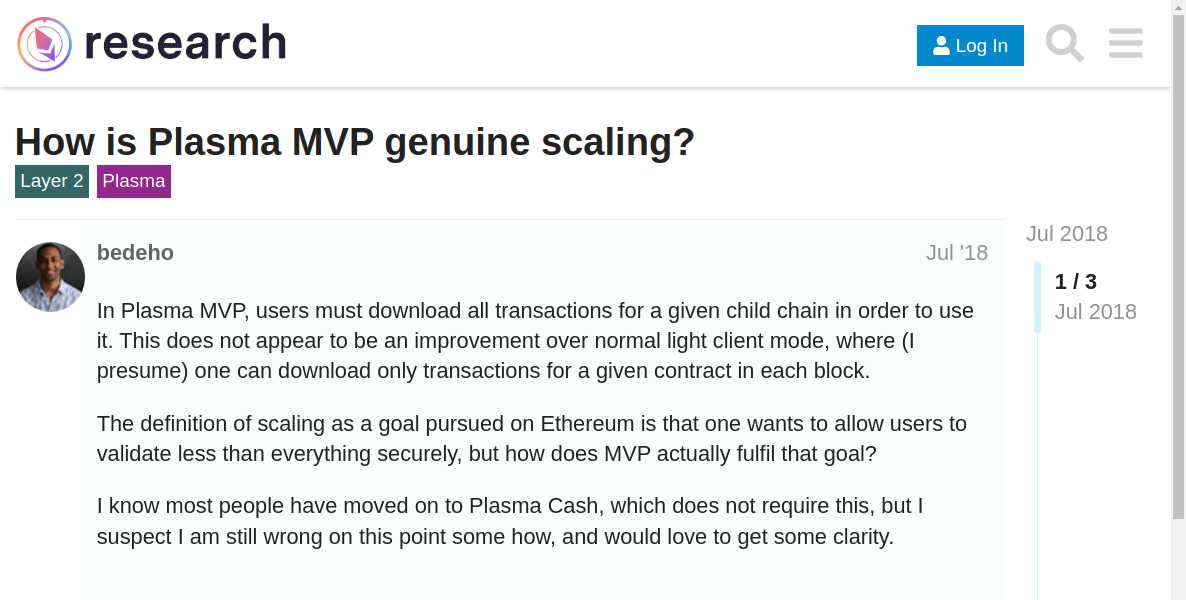 research
Log In
How is Plasma MVP genuine scaling?
Layer 2 Plasma
Jul 2018
bedeho
Jul '18
1 / 3
Jul 2018
In Plasma MVP, users must download all transactions for a given child chain in order to use
it. This does not appear to be an improvement over normal light client mode, where (I
presume) one can download only transactions for a given contract in each block.
The definition of scaling as a goal pursued on Ethereum is that one wants to allow users to
validate less than everything securely, but how does MVP actually fulfil that goal?
I know most people have moved on to Plasma Cash, which does not require this, but I
suspect I am still wrong on this point some how, and would love to get some clarity.